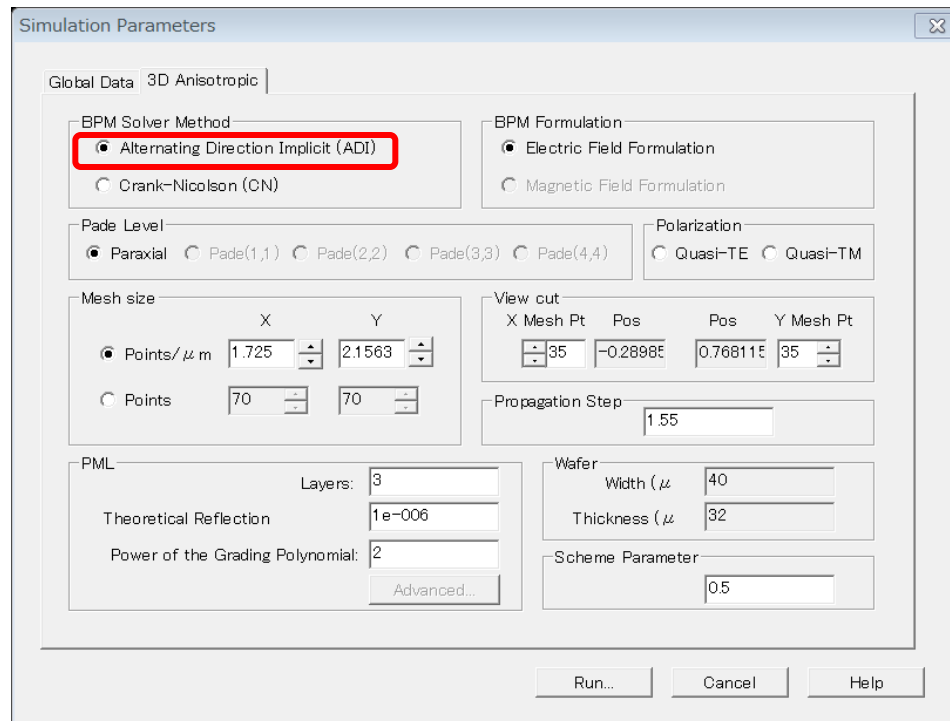 Simulation Parameters
Global Data 3D Anisotropic
BPM Solver Method
Alternating Direction Implicit (ADI)
Crank-Nicolson (CN)
BPM Formulation
Electric Field Formulation
Magnetic Field Formulation
Pade Level
Paraxial Pade(1,1) Pade(2,2) Pade(3,3) Pade(4,4)
Polarization
Quasi-TE Quasi-TM
Mesh size
X Y
Points/μm 1.725 2.1563
Points 70 70
View cut
X Mesh Pt Pos Pos Y Mesh Pt
35 -0.28985 0.768115 35
Propagation Step
1.55
PML
Layers: 3
Theoretical Reflection 1e-006
Power of the Grading Polynomial: 2
Advanced...
Wafer
Width (μ 40
Thickness (μ 32
Scheme Parameter
0.5
Run... Cancel Help